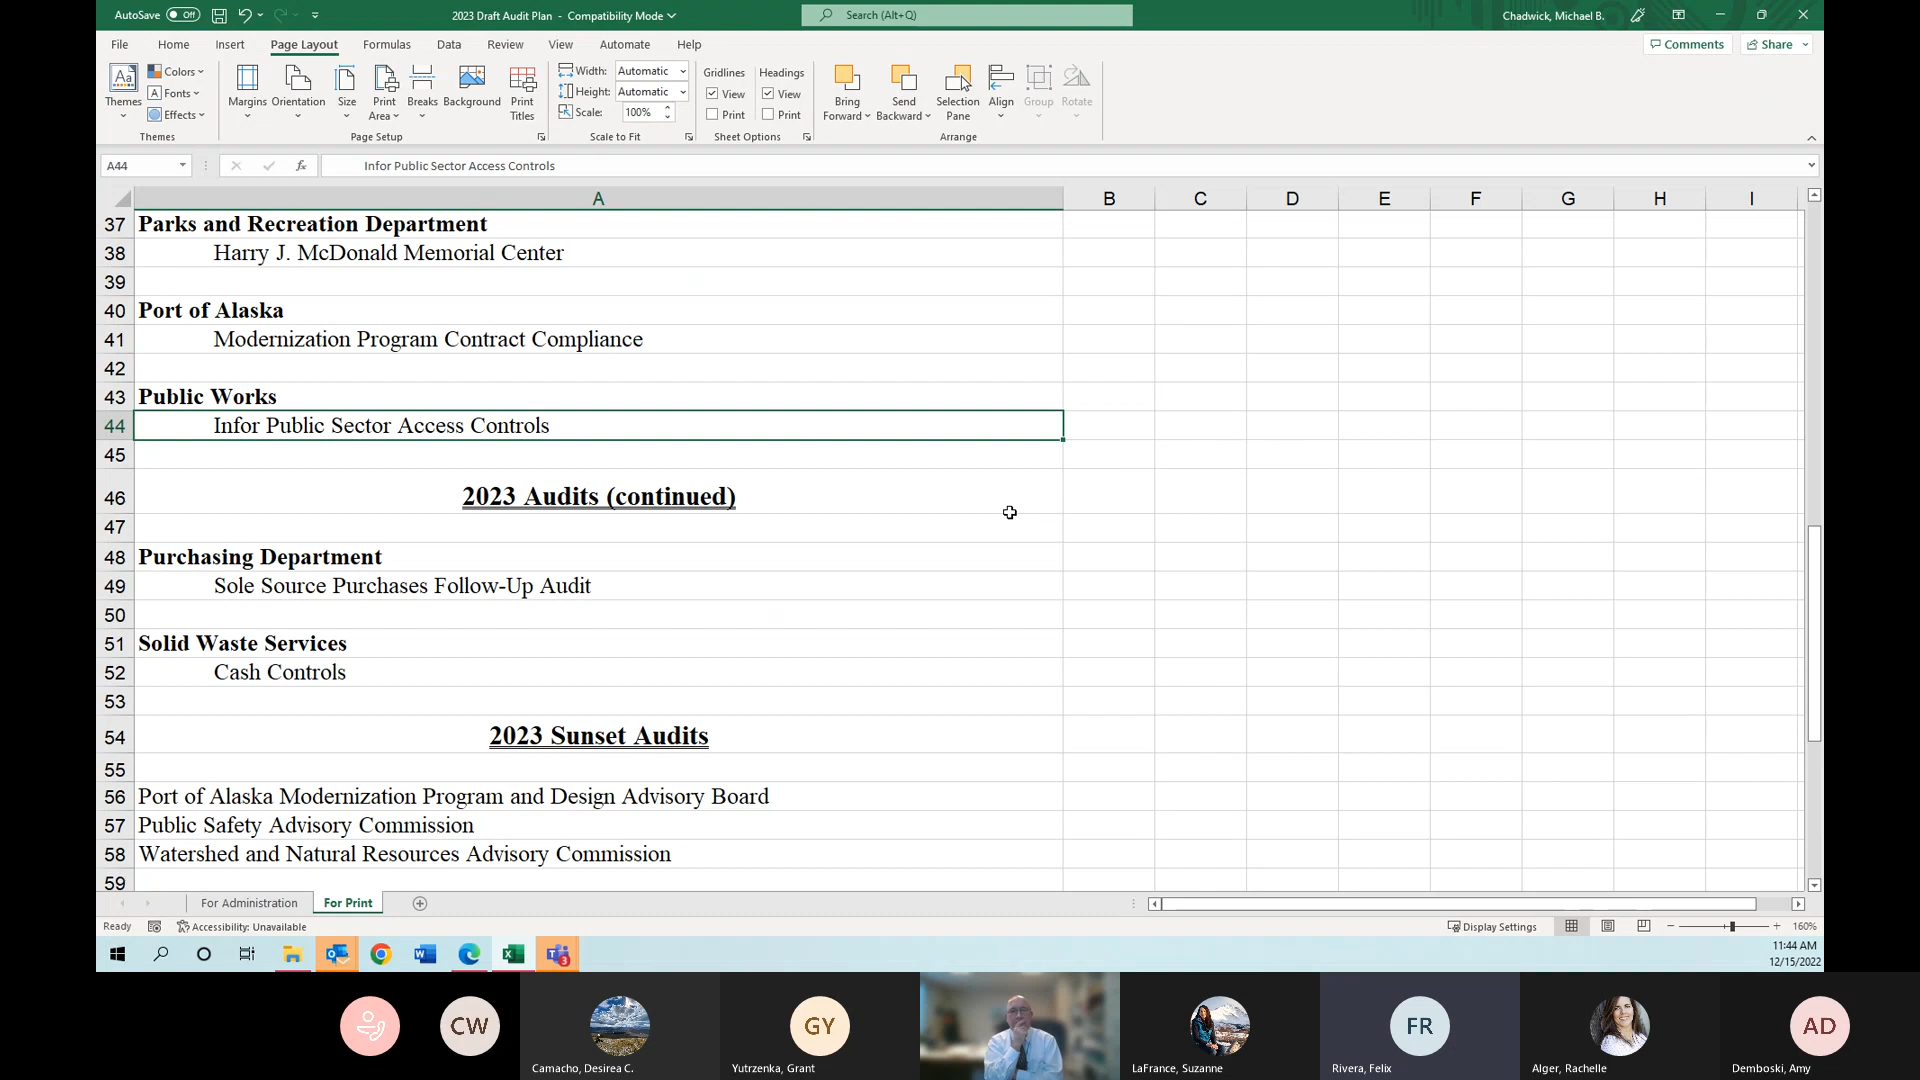 AutoSave Off 2023 Draft Audit Plan - Compatibility Mode Search (Alt+Q) Chadwick, Michael B.
File Home Insert Page Layout Formulas Data Review View Automate Help Comments Share
Themes Colors Fonts Effects Margins Orientation Size Print Area Breaks Background Print Titles Width: Automatic Height: Automatic Scale: 100% Gridlines View Print Headings View Print Bring Forward Send Backward Selection Pane Align Group Rotate
Themes Page Setup Scale to Fit Sheet Options Arrange
A44 fx Infor Public Sector Access Controls
A B C D E F G H I
37 Parks and Recreation Department
38 Harry J. McDonald Memorial Center
39
40 Port of Alaska
41 Modernization Program Contract Compliance
42
43 Public Works
44 Infor Public Sector Access Controls
45
46 2023 Audits (continued)
47
48 Purchasing Department
49 Sole Source Purchases Follow-Up Audit
50
51 Solid Waste Services
52 Cash Controls
53
54 2023 Sunset Audits
55
56 Port of Alaska Modernization Program and Design Advisory Board
57 Public Safety Advisory Commission
58 Watershed and Natural Resources Advisory Commission
59
For Administration For Print
Ready Accessibility: Unavailable Display Settings 160%
11:44 AM
12/15/2022
CW GY FR AD
Camacho, Desirea C. Yutrzenka, Grant LaFrance, Suzanne Rivera, Felix Alger, Rachelle Demboski, Amy